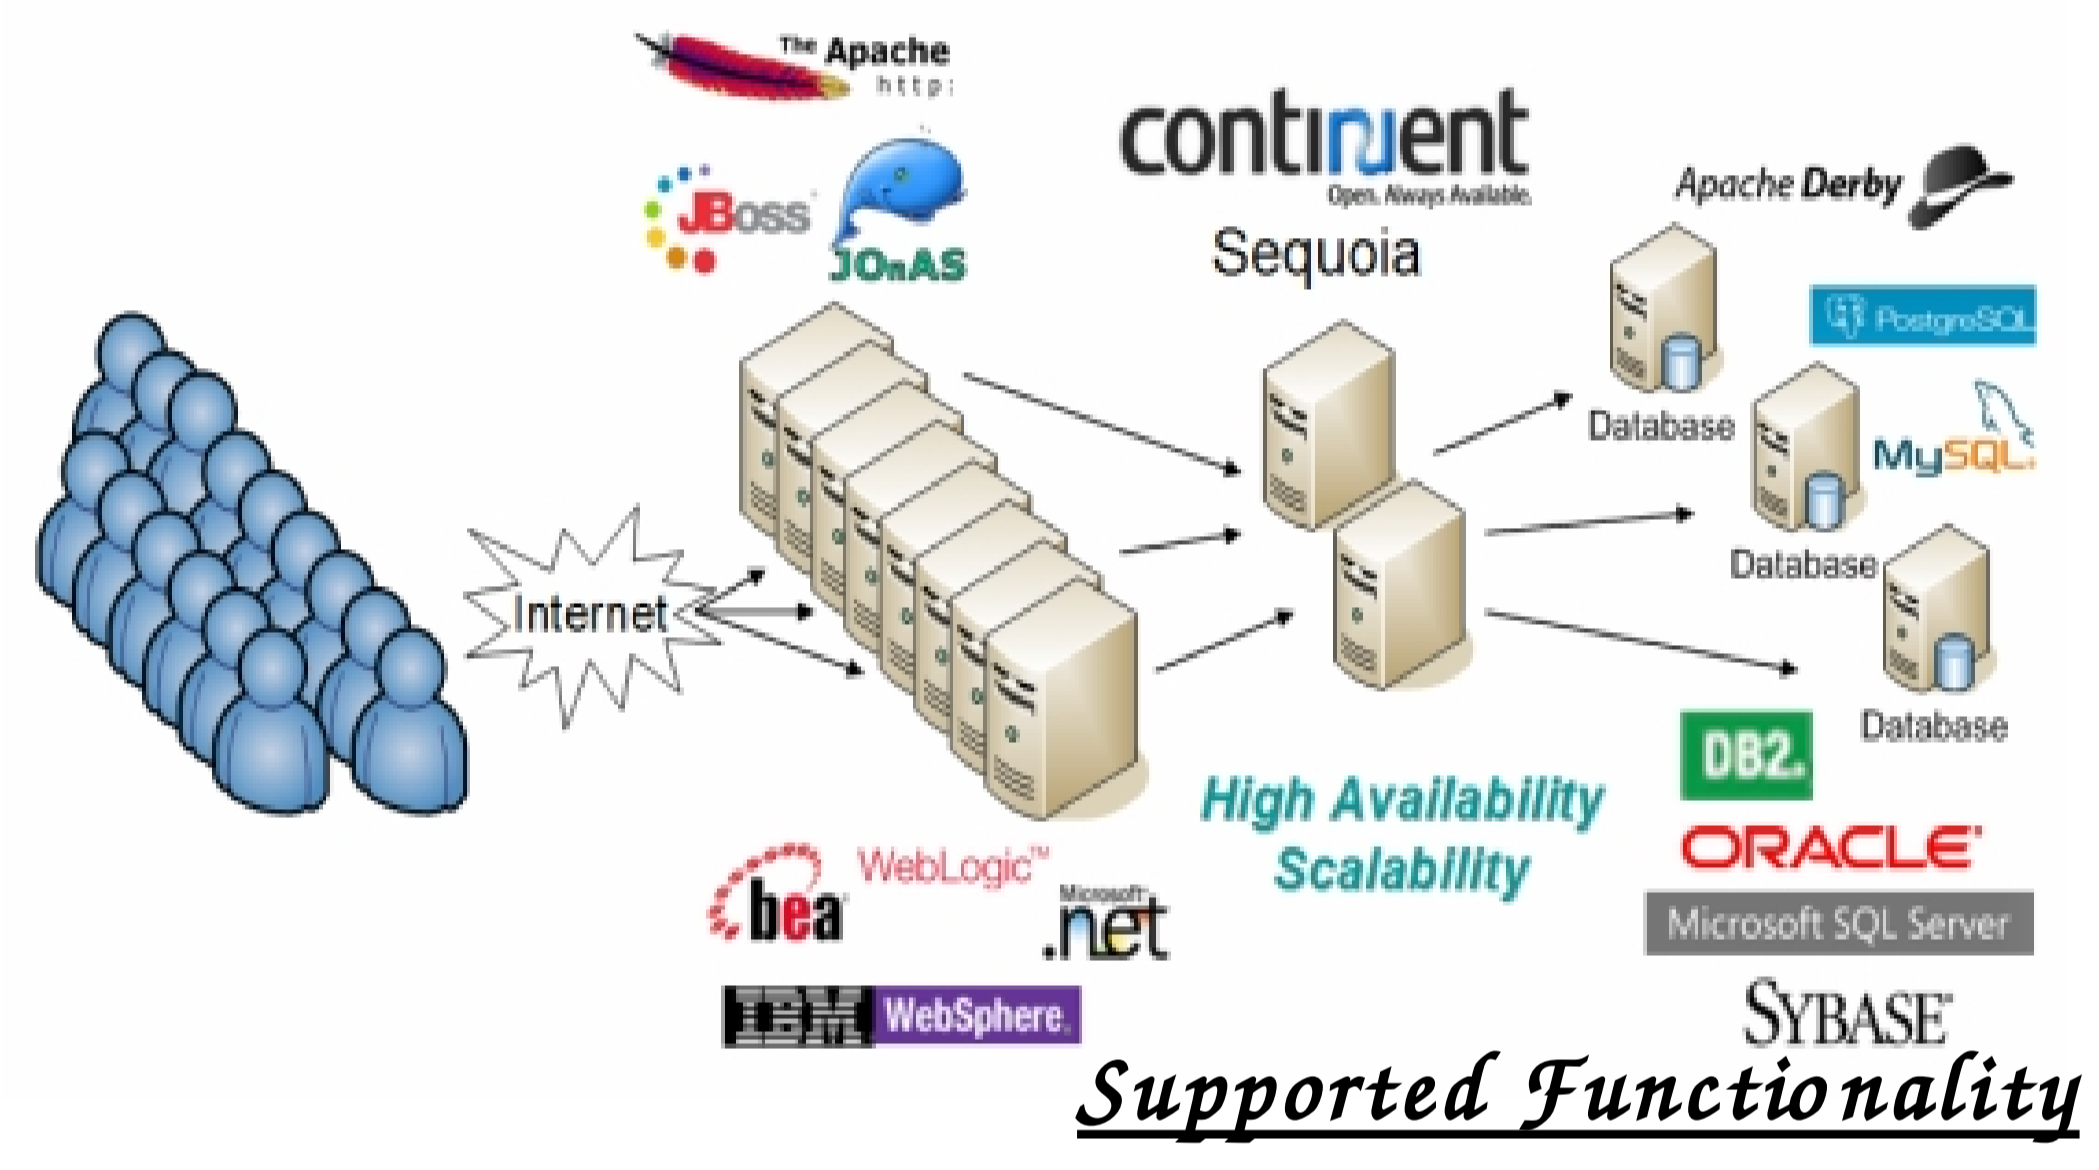 The Apache
http:
JBoss
JOnAS
continuent
Open. Always Available.
Sequoia
Apache Derby
PostgreSQL
MySQL
Database
Database
Database
Internet
High Availability
Scalability
DB2.
ORACLE
Microsoft SQL Server
SYBASE
bea
WebLogic™
Microsoft
.net
IBM WebSphere.
Supported Functionality